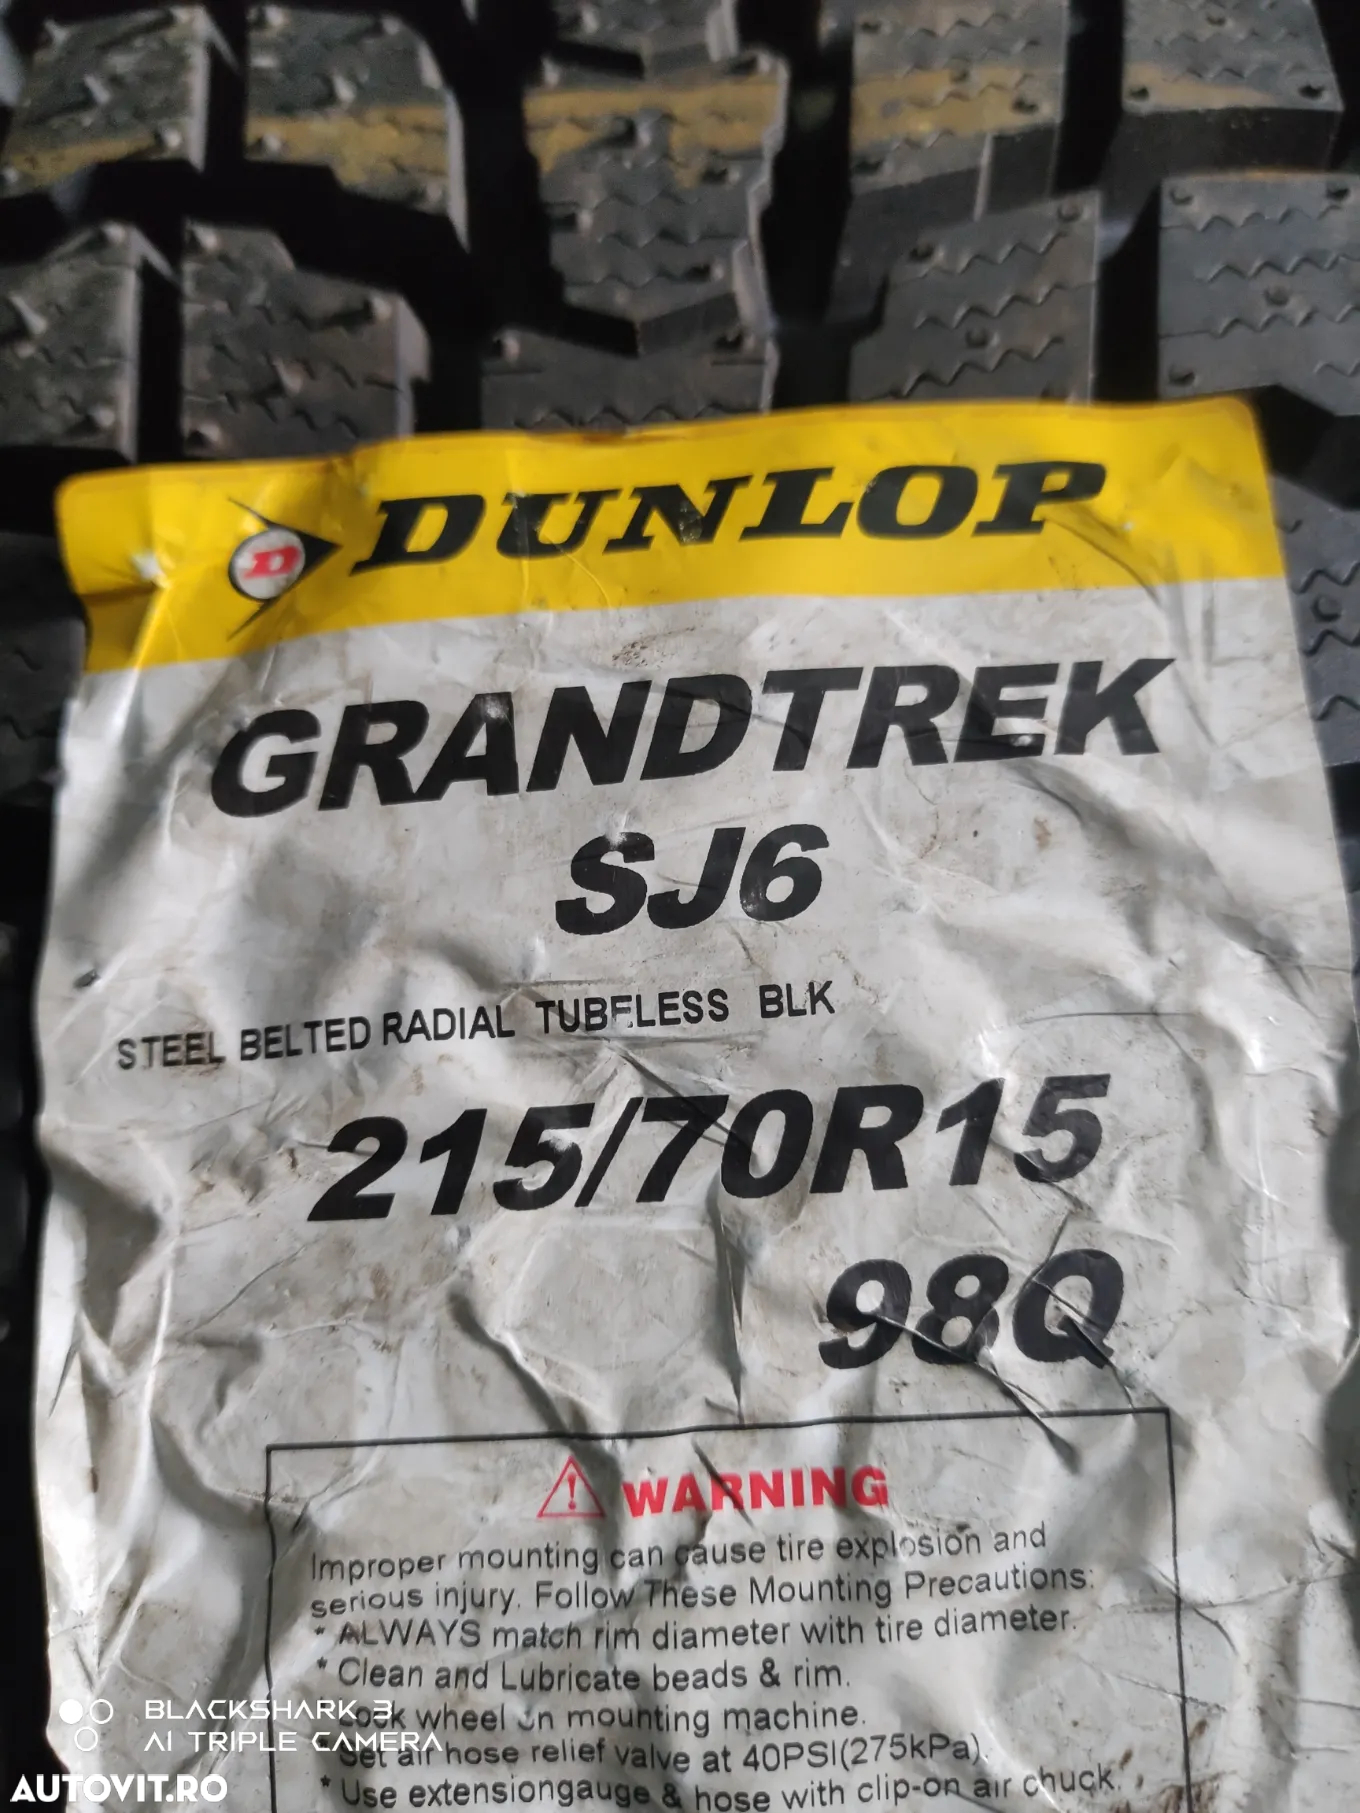 D DUNLOP
GRANDTREK
SJ6
STEEL BELTED RADIAL TUBELESS BLK
215/70R15
98Q
WARNING
Improper mounting can cause tire explosion and
serious injury. Follow These Mounting Precautions:
* ALWAYS match rim diameter with tire diameter.
* Clean and Lubricate beads & rim.
Lock wheel on mounting machine.
* Set air hose relief valve at 40PSI(275kPa).
* Use extensiongauge & hose with clip-on air chuck.
BLACKSHARK 3
AI TRIPLE CAMERA
AUTOVIT.RO